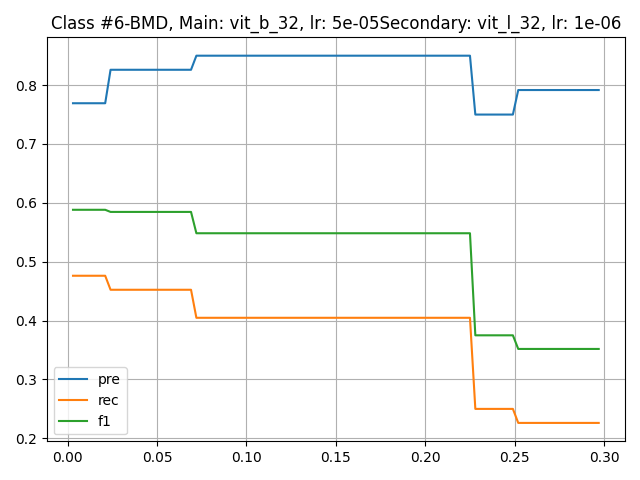 Class #6-BMD, Main: vit_b_32, lr: 5e-05Secondary: vit_l_32, lr: 1e-06
0.8
0.7
0.6
0.5
0.4
0.3
0.2
pre
rec
f1
0.00 0.05 0.10 0.15 0.20 0.25 0.30